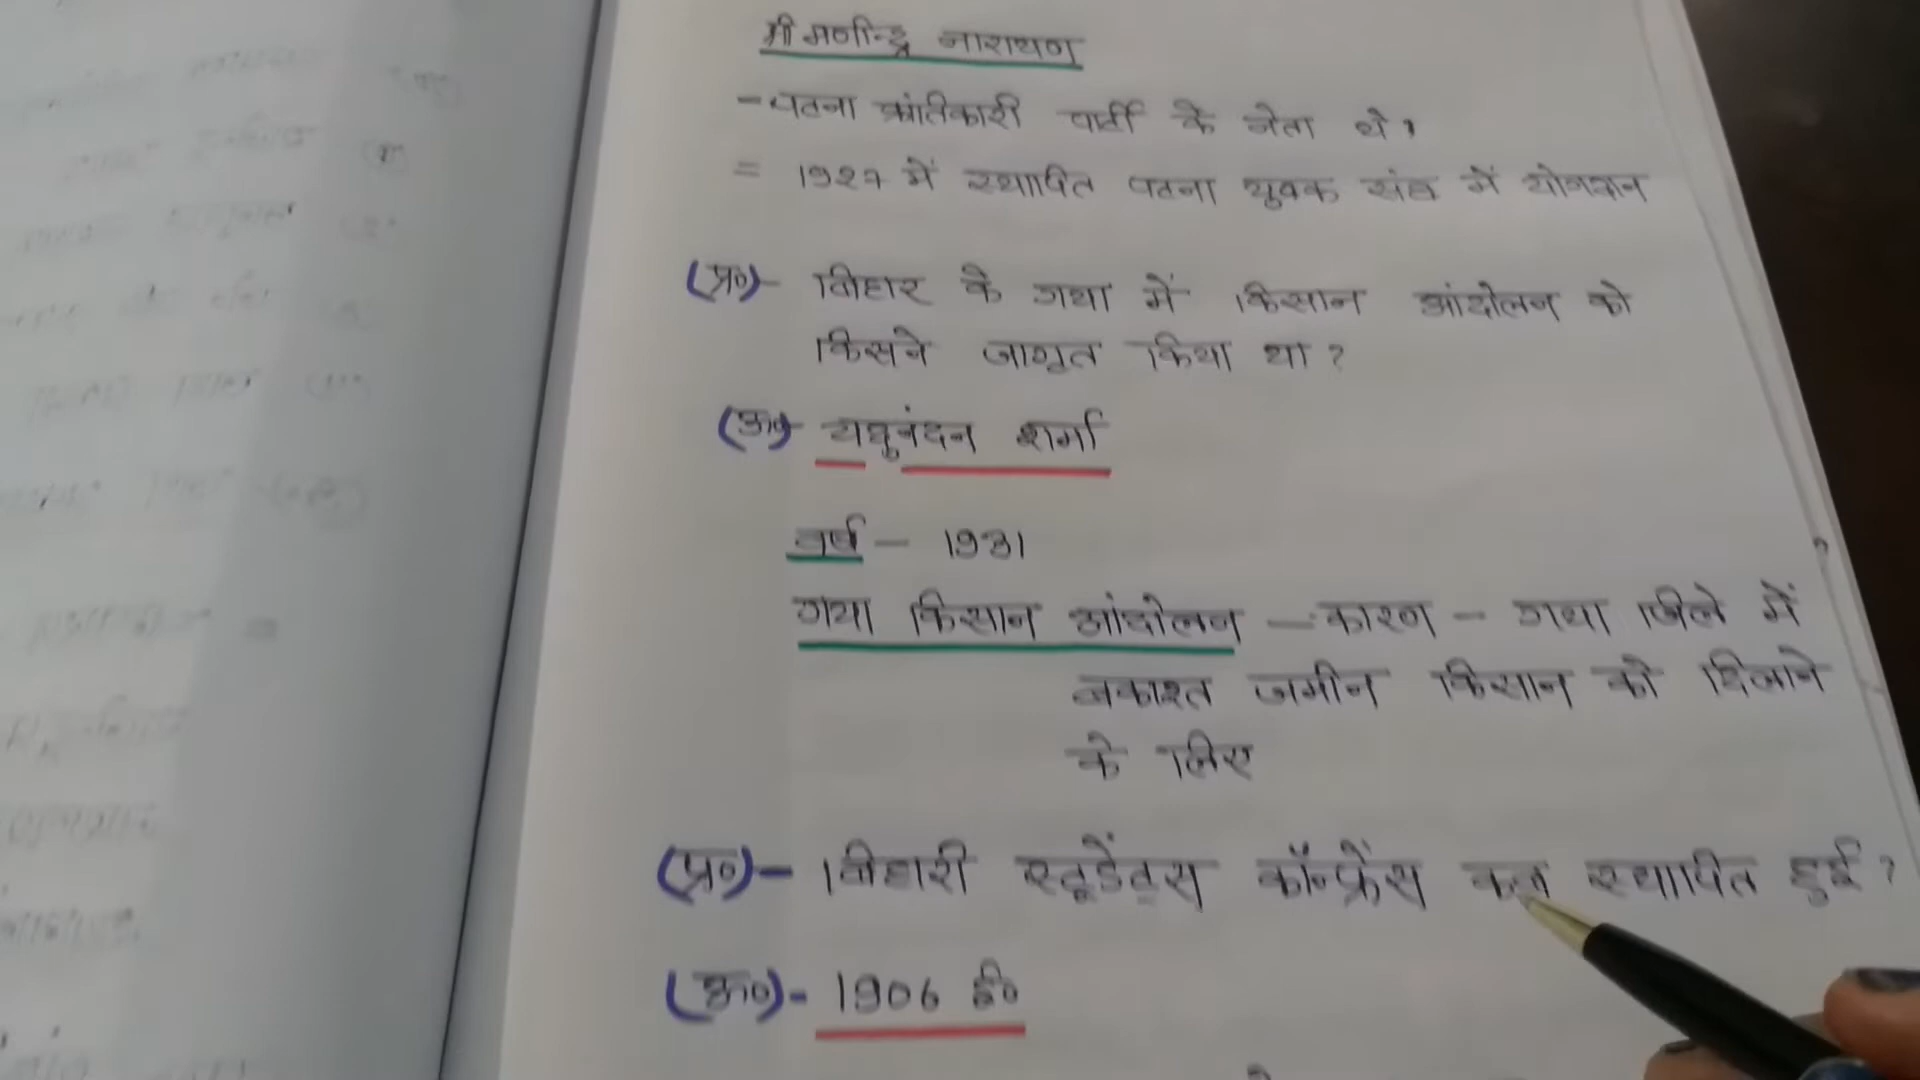 श्री मणीन्द्र नारायण
- पटना क्रांतिकारी पार्टी के नेता थे।
= 1927 में स्थापित पटना युवक संघ में योगदान
(प्र०)- बिहार के गया में किसान आंदोलन को
किसने जागृत किया था ?
(उ०)- यदुनंदन शर्मा
वर्ष - 1931
गया किसान आंदोलन - कारण - गया जिले में
बकाश्त जमीन किसान को दिलाने
के लिए
(प्र०)- बिहारी स्टूडेंट्स कॉन्फ्रेंस कब स्थापित हुई ?
(उ०)- 1906 ई०